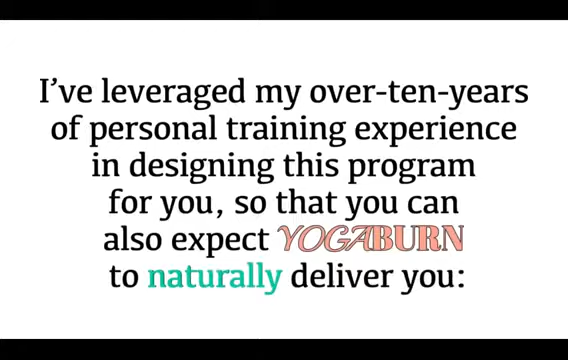 I've leveraged my over-ten-years
of personal training experience
in designing this program
for you, so that you can
also expect YOGABURN
to naturally deliver you: